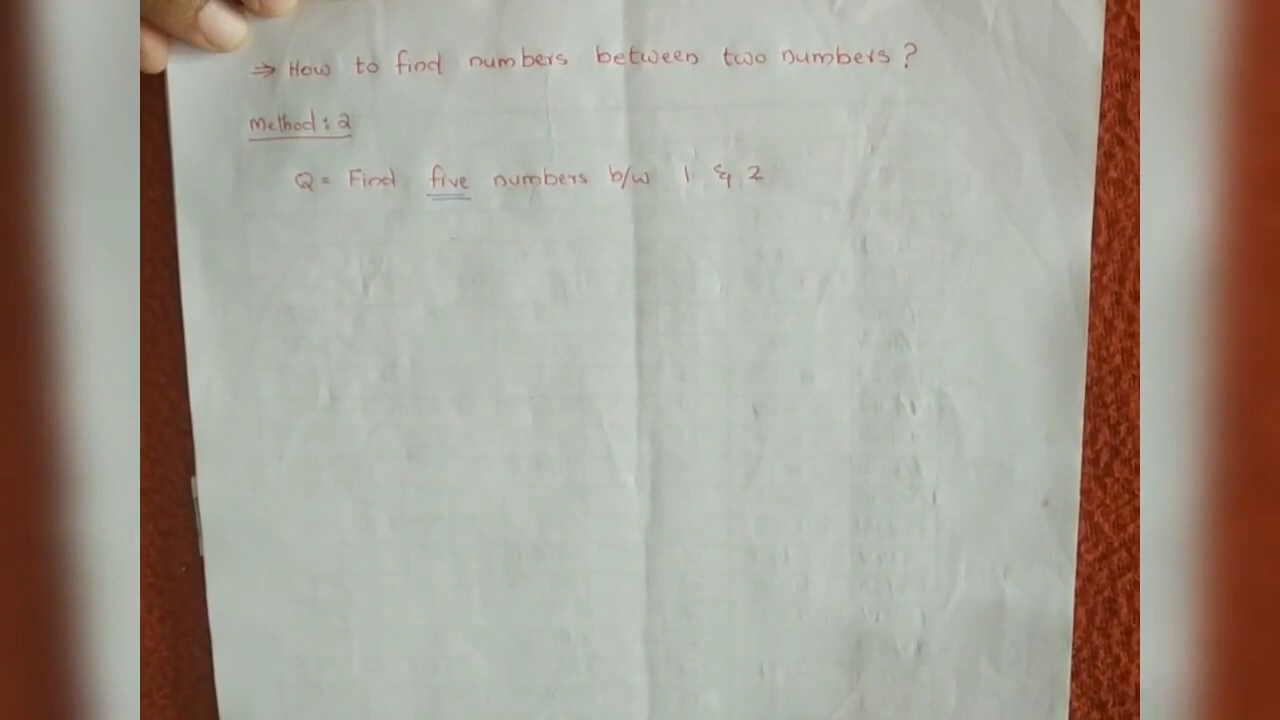 ⇒ How to find numbers between two numbers?
Method : 2
Q = Find five numbers b/w 1 & 2